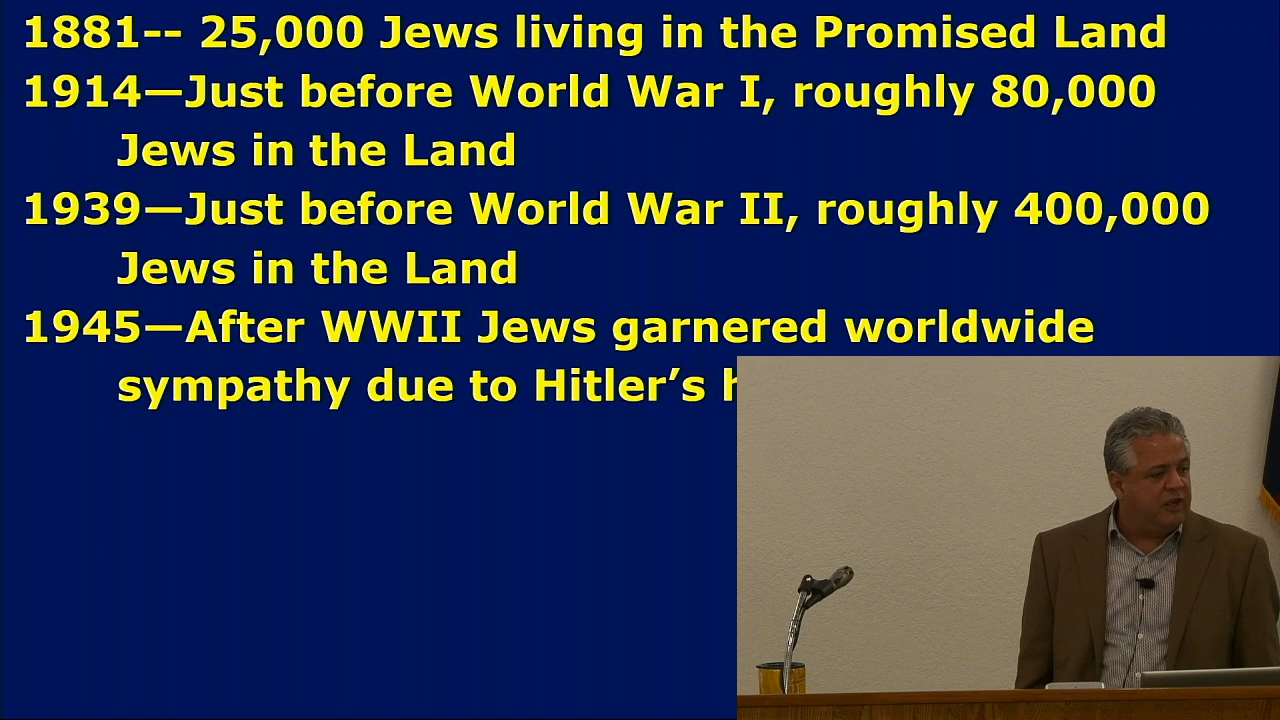 1881-- 25,000 Jews living in the Promised Land
1914—Just before World War I, roughly 80,000
Jews in the Land
1939—Just before World War II, roughly 400,000
Jews in the Land
1945—After WWII Jews garnered worldwide
sympathy due to Hitler’s